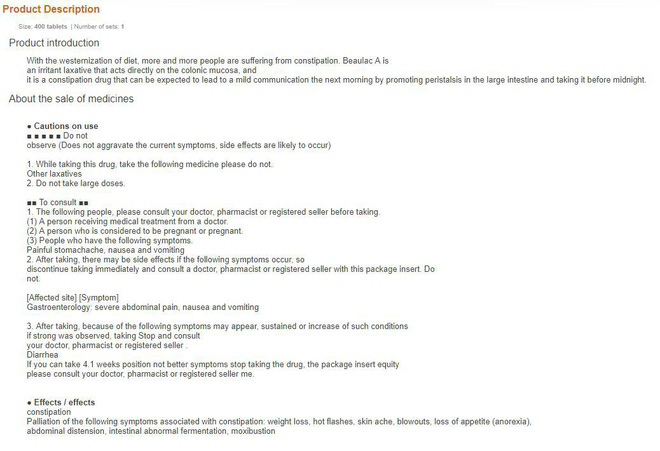 Product Description
Size: 400 tablets | Number of sets: 1
Product introduction
With the westernization of diet, more and more people are suffering from constipation. Beaulac A is
an irritant laxative that acts directly on the colonic mucosa, and
it is a constipation drug that can be expected to lead to a mild communication the next morning by promoting peristalsis in the large intestine and taking it before midnight.
About the sale of medicines
● Cautions on use
■ ■ ■ ■ ■ Do not
observe (Does not aggravate the current symptoms, side effects are likely to occur)
1. While taking this drug, take the following medicine please do not.
Other laxatives
2. Do not take large doses.
■■ To consult ■■
1. The following people, please consult your doctor, pharmacist or registered seller before taking.
(1) A person receiving medical treatment from a doctor.
(2) A person who is considered to be pregnant or pregnant.
(3) People who have the following symptoms.
Painful stomachache, nausea and vomiting
2. After taking, there may be side effects if the following symptoms occur, so
discontinue taking immediately and consult a doctor, pharmacist or registered seller with this package insert. Do
not.
[Affected site] [Symptom]
Gastroenterology: severe abdominal pain, nausea and vomiting
3. After taking, because of the following symptoms may appear, sustained or increase of such conditions
if strong was observed, taking Stop and consult
your doctor, pharmacist or registered seller .
Diarrhea
If you can take 4.1 weeks position not better symptoms stop taking the drug, the package insert equity
please consult your doctor, pharmacist or registered seller me.
● Effects / effects
constipation
Palliation of the following symptoms associated with constipation: weight loss, hot flashes, skin ache, blowouts, loss of appetite (anorexia),
abdominal distension, intestinal abnormal fermentation, moxibustion